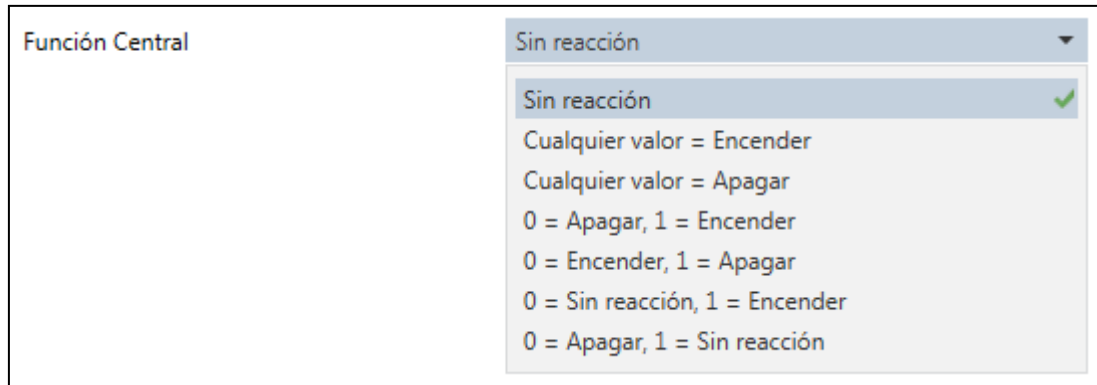 Función Central
Sin reacción
Sin reacción
Cualquier valor = Encender
Cualquier valor = Apagar
0 = Apagar, 1 = Encender
0 = Encender, 1 = Apagar
0 = Sin reacción, 1 = Encender
0 = Apagar, 1 = Sin reacción